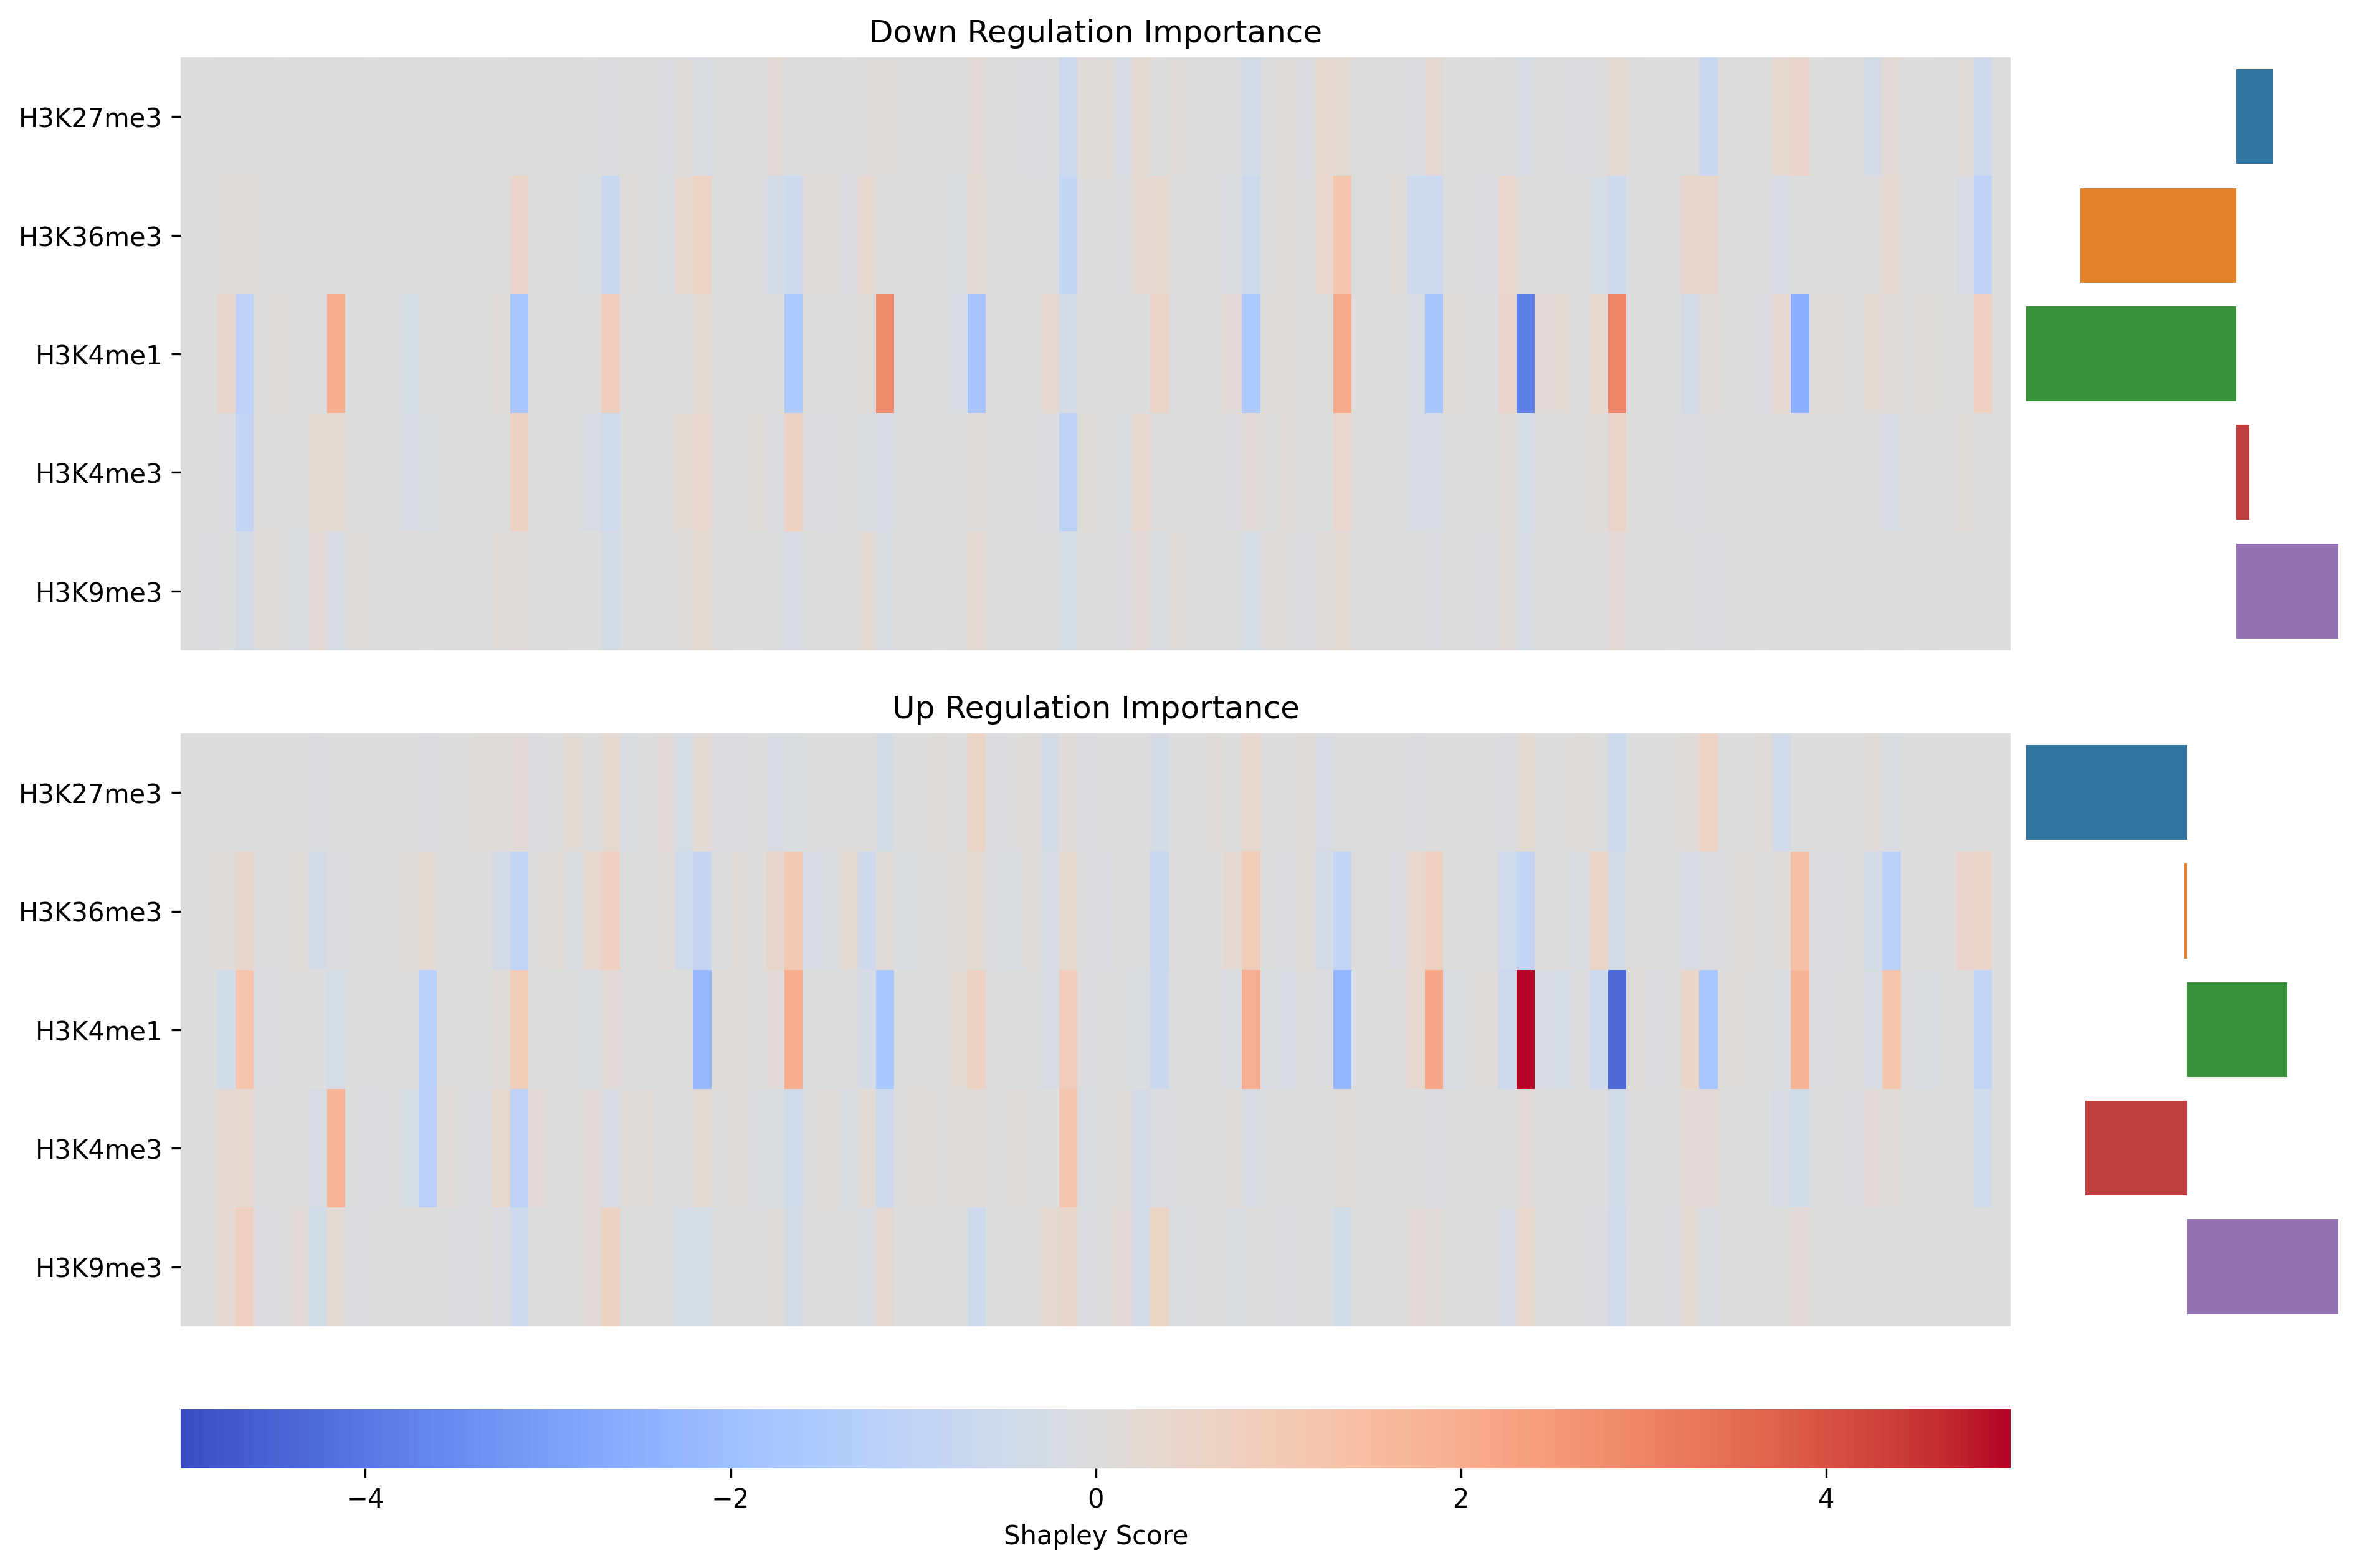 Down Regulation Importance
H3K27me3
H3K36me3
H3K4me1
H3K4me3
H3K9me3
Up Regulation Importance
H3K27me3
H3K36me3
H3K4me1
H3K4me3
H3K9me3
−4 −2 0 2 4
Shapley Score